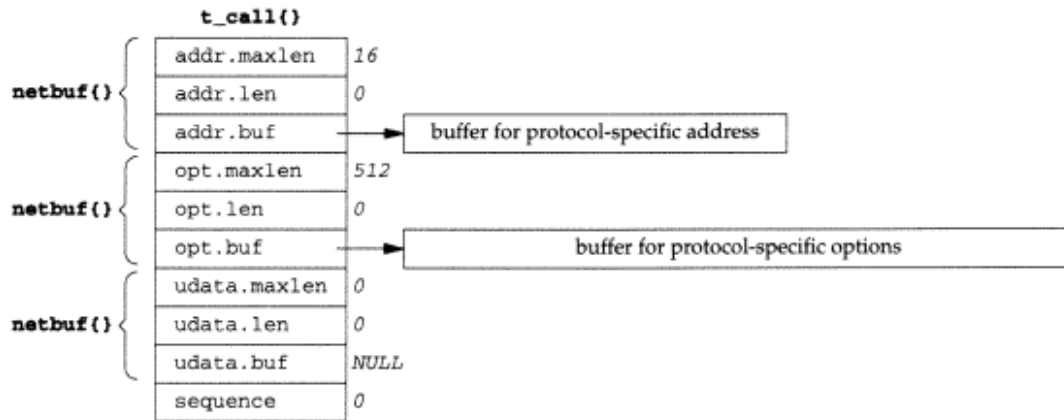 t_call{}
addr.maxlen 16
netbuf{} addr.len 0
addr.buf buffer for protocol-specific address
opt.maxlen 512
netbuf{} opt.len 0
opt.buf buffer for protocol-specific options
udata.maxlen 0
netbuf{} udata.len 0
udata.buf NULL
sequence 0